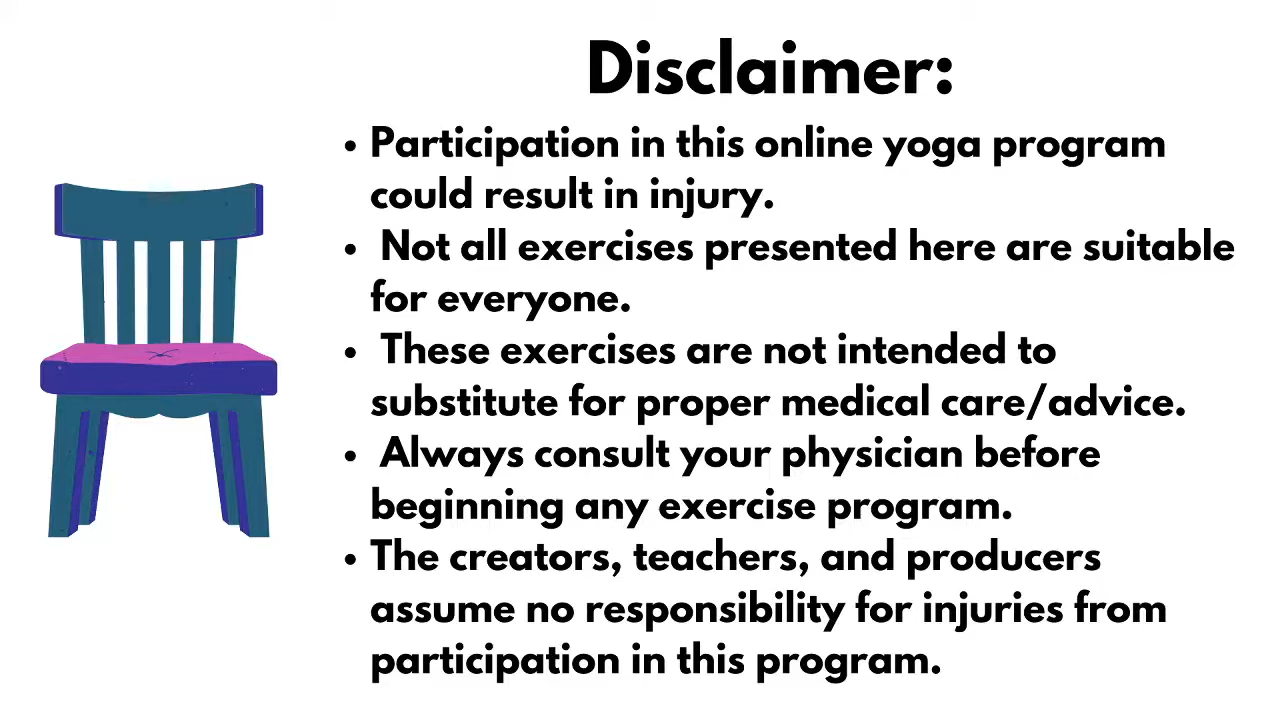 Disclaimer:
• Participation in this online yoga program
could result in injury.
• Not all exercises presented here are suitable
for everyone.
• These exercises are not intended to
substitute for proper medical care/advice.
• Always consult your physician before
beginning any exercise program.
• The creators, teachers, and producers
assume no responsibility for injuries from
participation in this program.